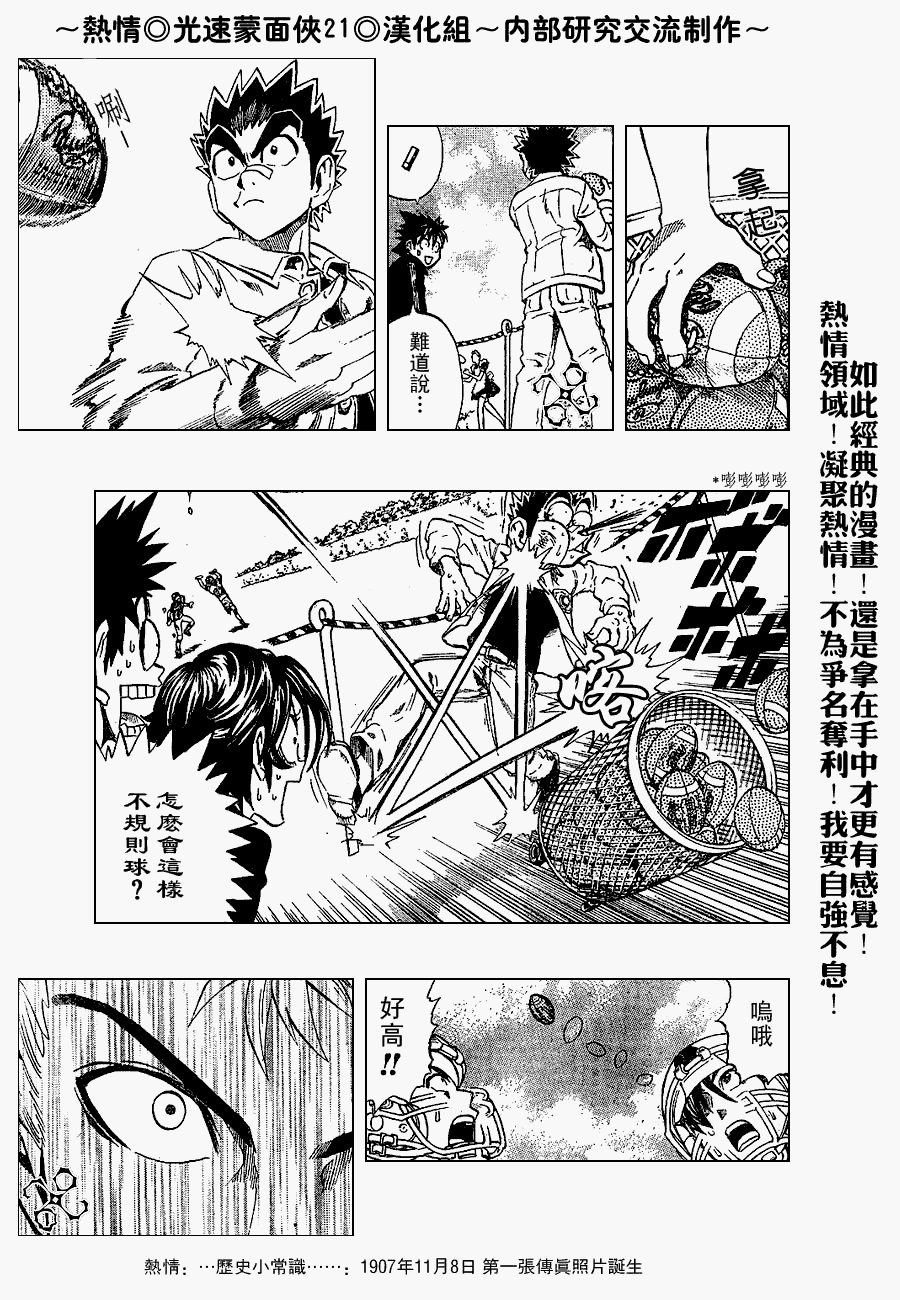 ～熱情◎光速蒙面俠21◎漢化組～内部研究交流制作～
拿起
！
難道說…
唰－
如此經典的漫畫！還是拿在手中才更有感覺！
熱情領域！凝聚熱情！不為爭名奪利！我要自強不息！
*嘭嘭嘭嘭
ボボボボ
喀
怎麼會這樣
不規則球？
嗚哦
好高!!
熱情：…歷史小常識……：1907年11月8日 第一張傳眞照片誕生